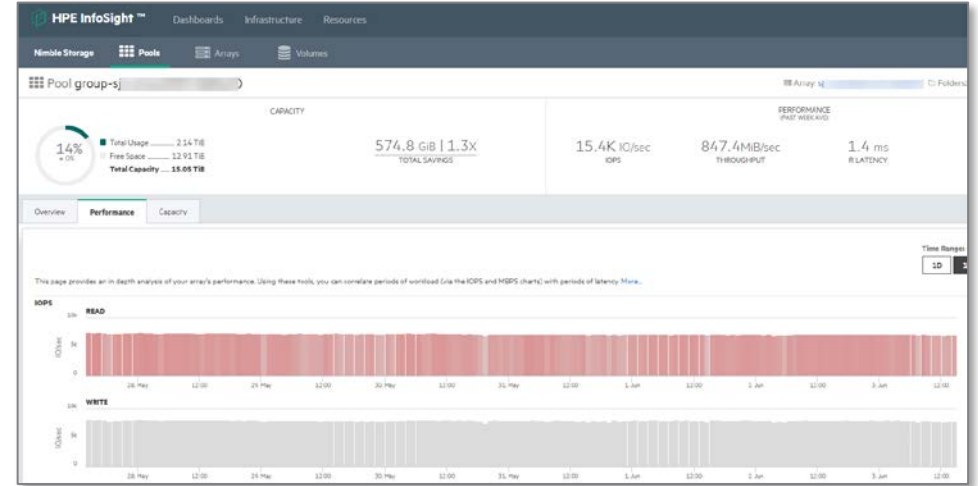 HPE InfoSight ™ Dashboards Infrastructure Resources
Nimble Storage Pools Arrays Volumes
Pool group-sj )
Array: sj Folders:
CAPACITY
PERFORMANCE
(PAST WEEK AVG)
14%
Total Usage 2.14 TiB
Free Space 12.91 TiB
Total Capacity 15.05 TiB
574.8 GiB | 1.3X
TOTAL SAVINGS
15.4K IO/sec
IOPS
847.4MiB/sec
THROUGHPUT
1.4 ms
R LATENCY
Overview Performance Capacity
Time Range:
1D
This page provides an in depth analysis of your array's performance. Using these tools, you can correlate periods of workload (via the IOPS and MBPS charts) with periods of latency. More...
IOPS
READ
10k
5k
0
IO/sec
28. May 12:00 29. May 12:00 30. May 12:00 31. May 12:00 1. Jun 12:00 2. Jun 12:00 3. Jun 12:00
WRITE
10k
5k
0
IO/sec
28. May 12:00 29. May 12:00 30. May 12:00 31. May 12:00 1. Jun 12:00 2. Jun 12:00 3. Jun 12:00